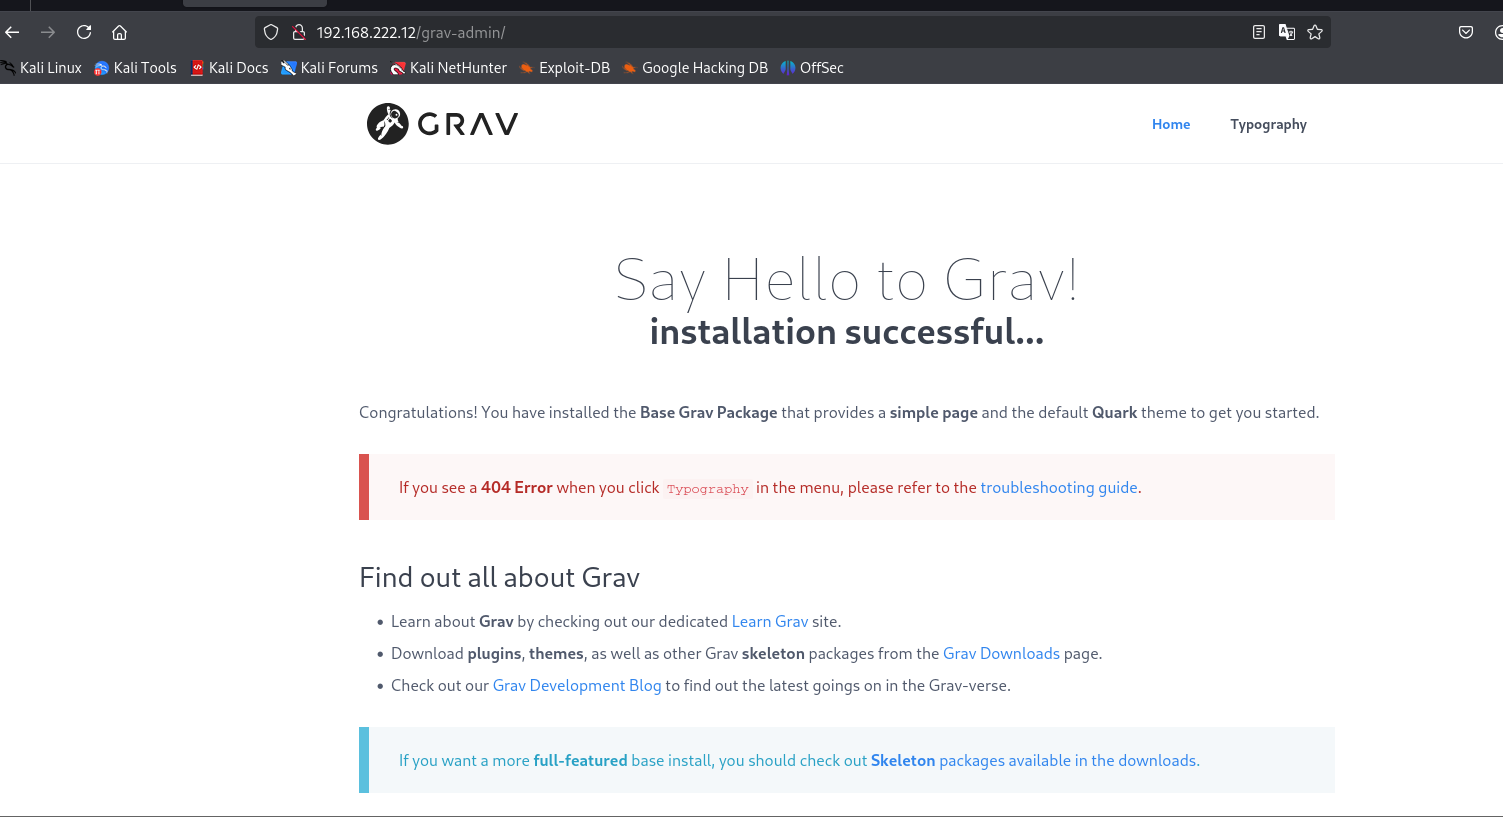 192.168.222.12/grav-admin/
Kali Linux Kali Tools Kali Docs Kali Forums Kali NetHunter Exploit-DB Google Hacking DB OffSec
GRAV
Home Typography
Say Hello to Grav!
installation successful...
Congratulations! You have installed the Base Grav Package that provides a simple page and the default Quark theme to get you started.
If you see a 404 Error when you click Typography in the menu, please refer to the troubleshooting guide.
Find out all about Grav
• Learn about Grav by checking out our dedicated Learn Grav site.
• Download plugins, themes, as well as other Grav skeleton packages from the Grav Downloads page.
• Check out our Grav Development Blog to find out the latest goings on in the Grav-verse.
If you want a more full-featured base install, you should check out Skeleton packages available in the downloads.